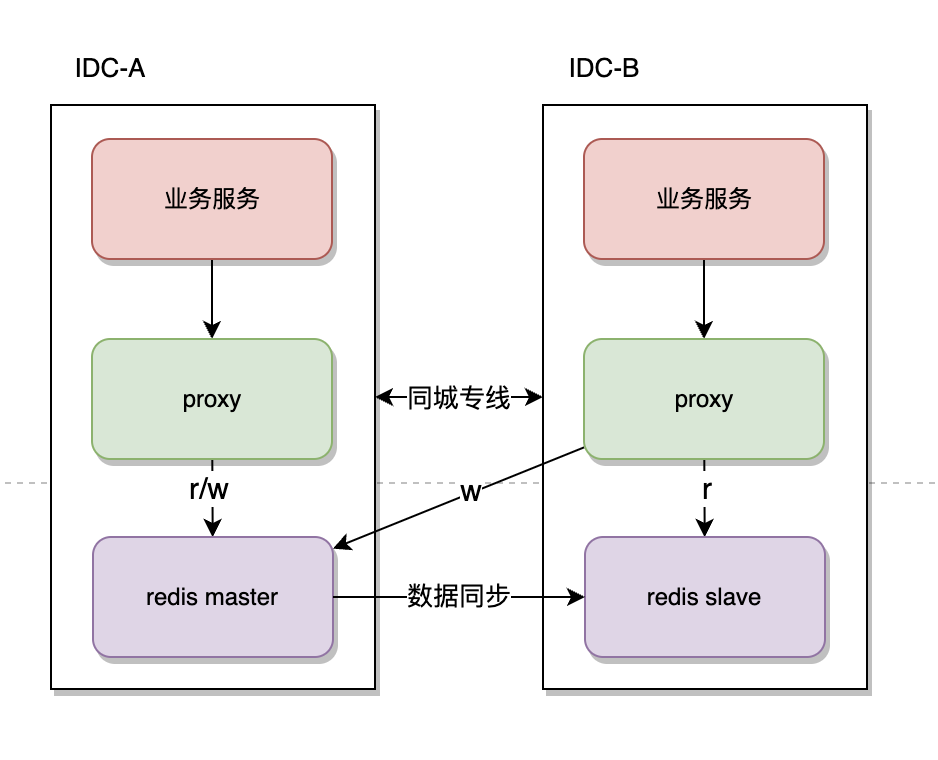 IDC-A
IDC-B
业务服务
业务服务
proxy
同城专线
proxy
r/w
w
r
redis master
数据同步
redis slave